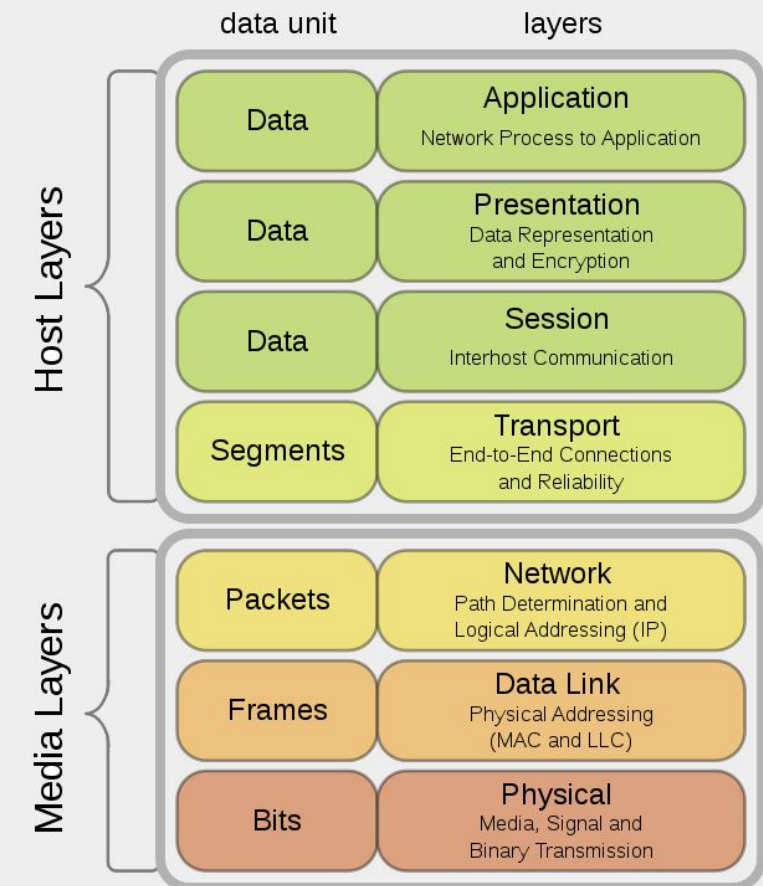 data unit layers
Host Layers
Data
Application
Network Process to Application
Data
Presentation
Data Representation
and Encryption
Data
Session
Interhost Communication
Segments
Transport
End-to-End Connections
and Reliability
Media Layers
Packets
Network
Path Determination and
Logical Addressing (IP)
Frames
Data Link
Physical Addressing
(MAC and LLC)
Bits
Physical
Media, Signal and
Binary Transmission